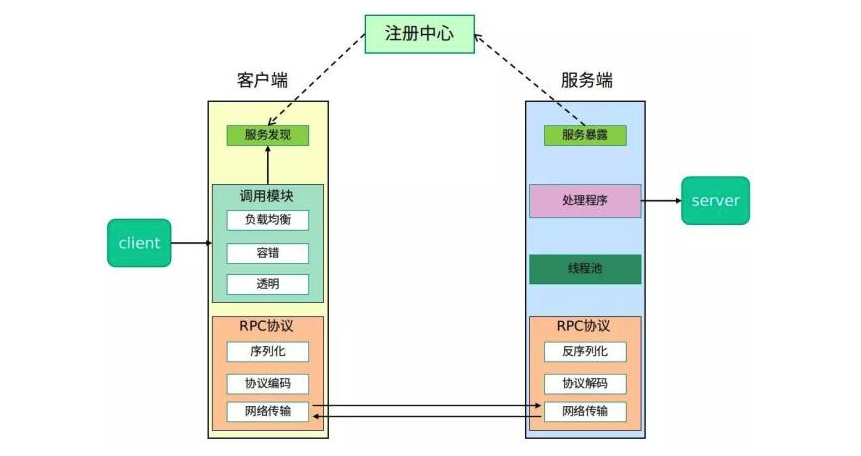 注册中心
客户端
服务发现
调用模块
负载均衡
容错
透明
client
RPC协议
序列化
协议编码
网络传输
服务端
服务暴露
处理程序
server
线程池
RPC协议
反序列化
协议解码
网络传输